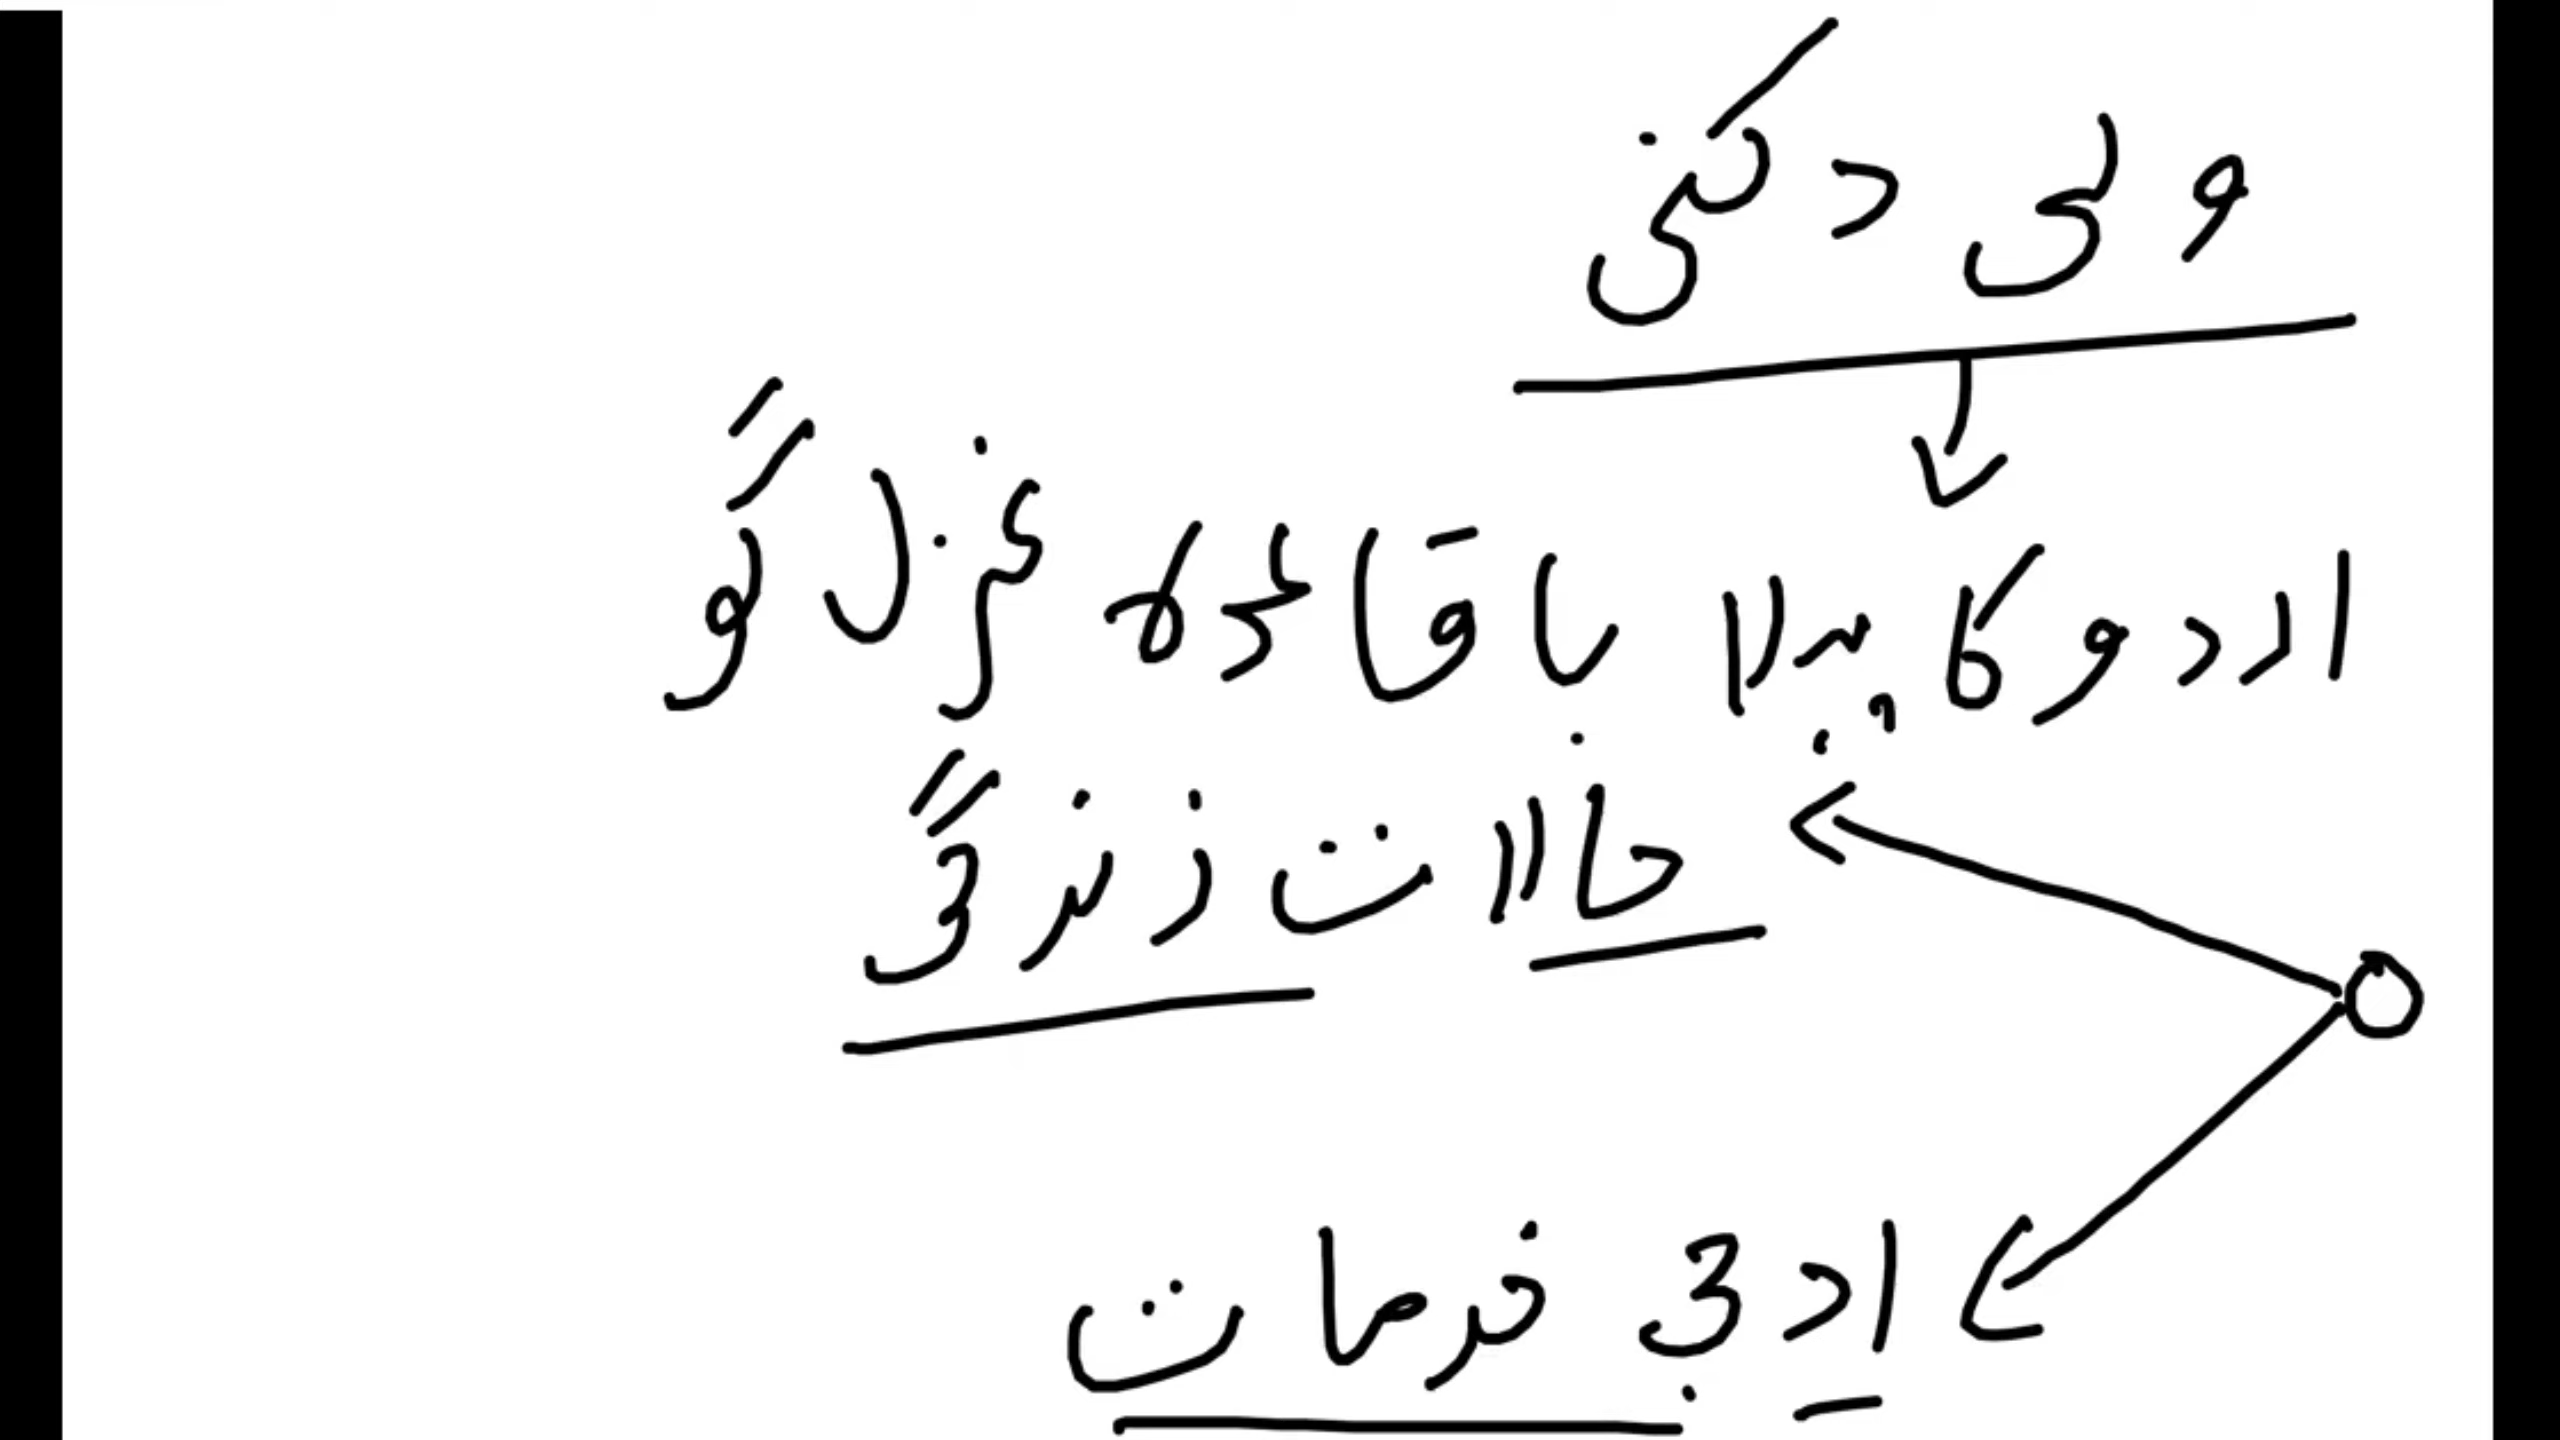 ولی دکنی
اردو کا پہلا باقاعدہ غزل گو
حالات زندگی
ادبی خدمات